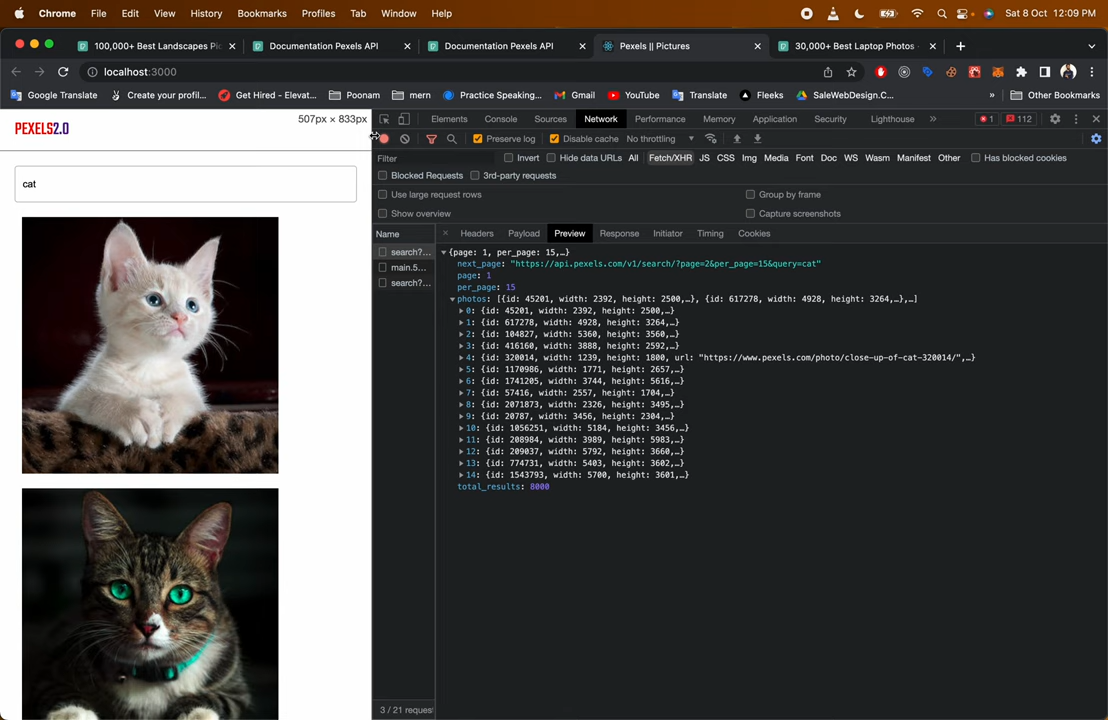 Chrome File Edit View History Bookmarks Profiles Tab Window Help Sat 8 Oct 12:09 PM
100,000+ Best Landscapes Pic Documentation Pexels API Documentation Pexels API Pexels || Pictures 30,000+ Best Laptop Photos
localhost:3000
Google Translate Create your profil... Get Hired - Elevat... Poonam mern Practice Speaking,... Gmail YouTube Translate Fleeks SaleWebDesign.C... » Other Bookmarks
PEXELS2.0
507px × 833px
cat
Elements Console Sources Network Performance Memory Application Security Lighthouse » 1 112
Preserve log Disable cache No throttling
Filter Invert Hide data URLs All Fetch/XHR JS CSS Img Media Font Doc WS Wasm Manifest Other Has blocked cookies
Blocked Requests 3rd-party requests
Use large request rows Group by frame
Show overview Capture screenshots
Name Headers Payload Preview Response Initiator Timing Cookies
search?...
main.5...
search?...
{page: 1, per_page: 15,…}
next_page: "https://api.pexels.com/v1/search/?page=2&per_page=15&query=cat"
page: 1
per_page: 15
photos: [{id: 45201, width: 2392, height: 2500,…}, {id: 617278, width: 4928, height: 3264,…},…]
0: {id: 45201, width: 2392, height: 2500,…}
1: {id: 617278, width: 4928, height: 3264,…}
2: {id: 104827, width: 5360, height: 3560,…}
3: {id: 416160, width: 3888, height: 2592,…}
4: {id: 320014, width: 1239, height: 1800, url: "https://www.pexels.com/photo/close-up-of-cat-320014/",…}
5: {id: 1170986, width: 1771, height: 2657,…}
6: {id: 1741205, width: 3744, height: 5616,…}
7: {id: 57416, width: 2557, height: 1704,…}
8: {id: 2071873, width: 2326, height: 3495,…}
9: {id: 20787, width: 3456, height: 2304,…}
10: {id: 1056251, width: 5184, height: 3456,…}
11: {id: 208984, width: 3989, height: 5983,…}
12: {id: 209037, width: 5792, height: 3660,…}
13: {id: 774731, width: 5403, height: 3602,…}
14: {id: 1543793, width: 5700, height: 3601,…}
total_results: 8000
3 / 21 request